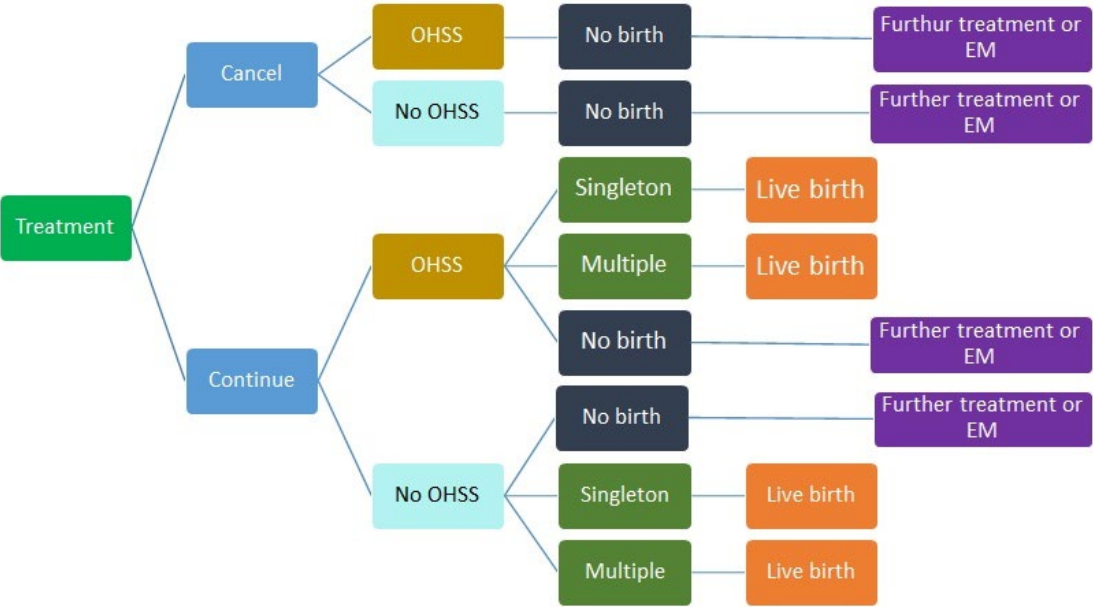 OHSS
No birth
Furthur treatment or
EM
Cancel
No OHSS
No birth
Further treatment or
EM
Singleton
Live birth
Treatment
OHSS
Multiple
Live birth
No birth
Further treatment or
EM
Continue
No birth
Further treatment or
EM
No OHSS
Singleton
Live birth
Multiple
Live birth